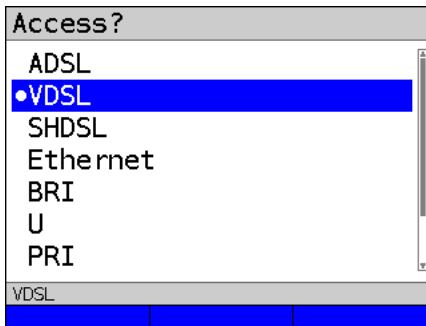 Access?
ADSL
•VDSL
SHDSL
Ethernet
BRI
U
PRI
VDSL